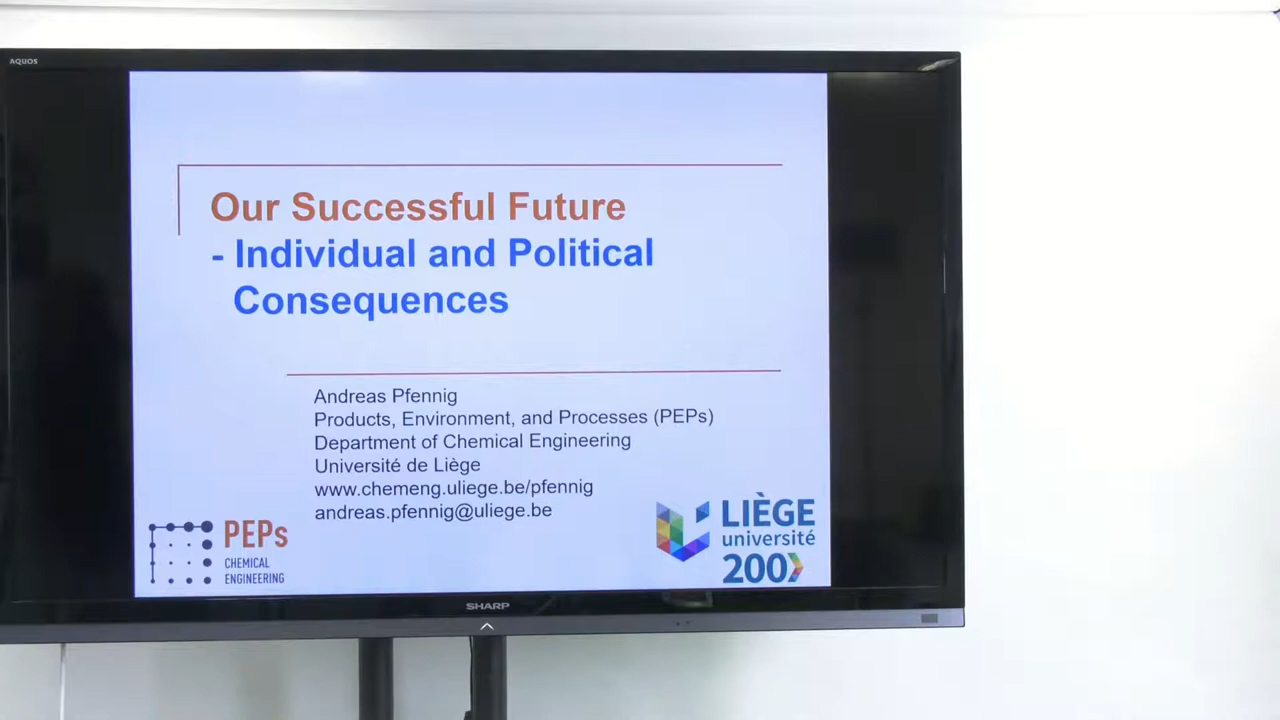 AQUOS
Our Successful Future
- Individual and Political
Consequences
Andreas Pfennig
Products, Environment, and Processes (PEPs)
Department of Chemical Engineering
Université de Liège
www.chemeng.uliege.be/pfennig
andreas.pfennig@uliege.be
PEPs
CHEMICAL
ENGINEERING
LIÈGE
université
200
SHARP